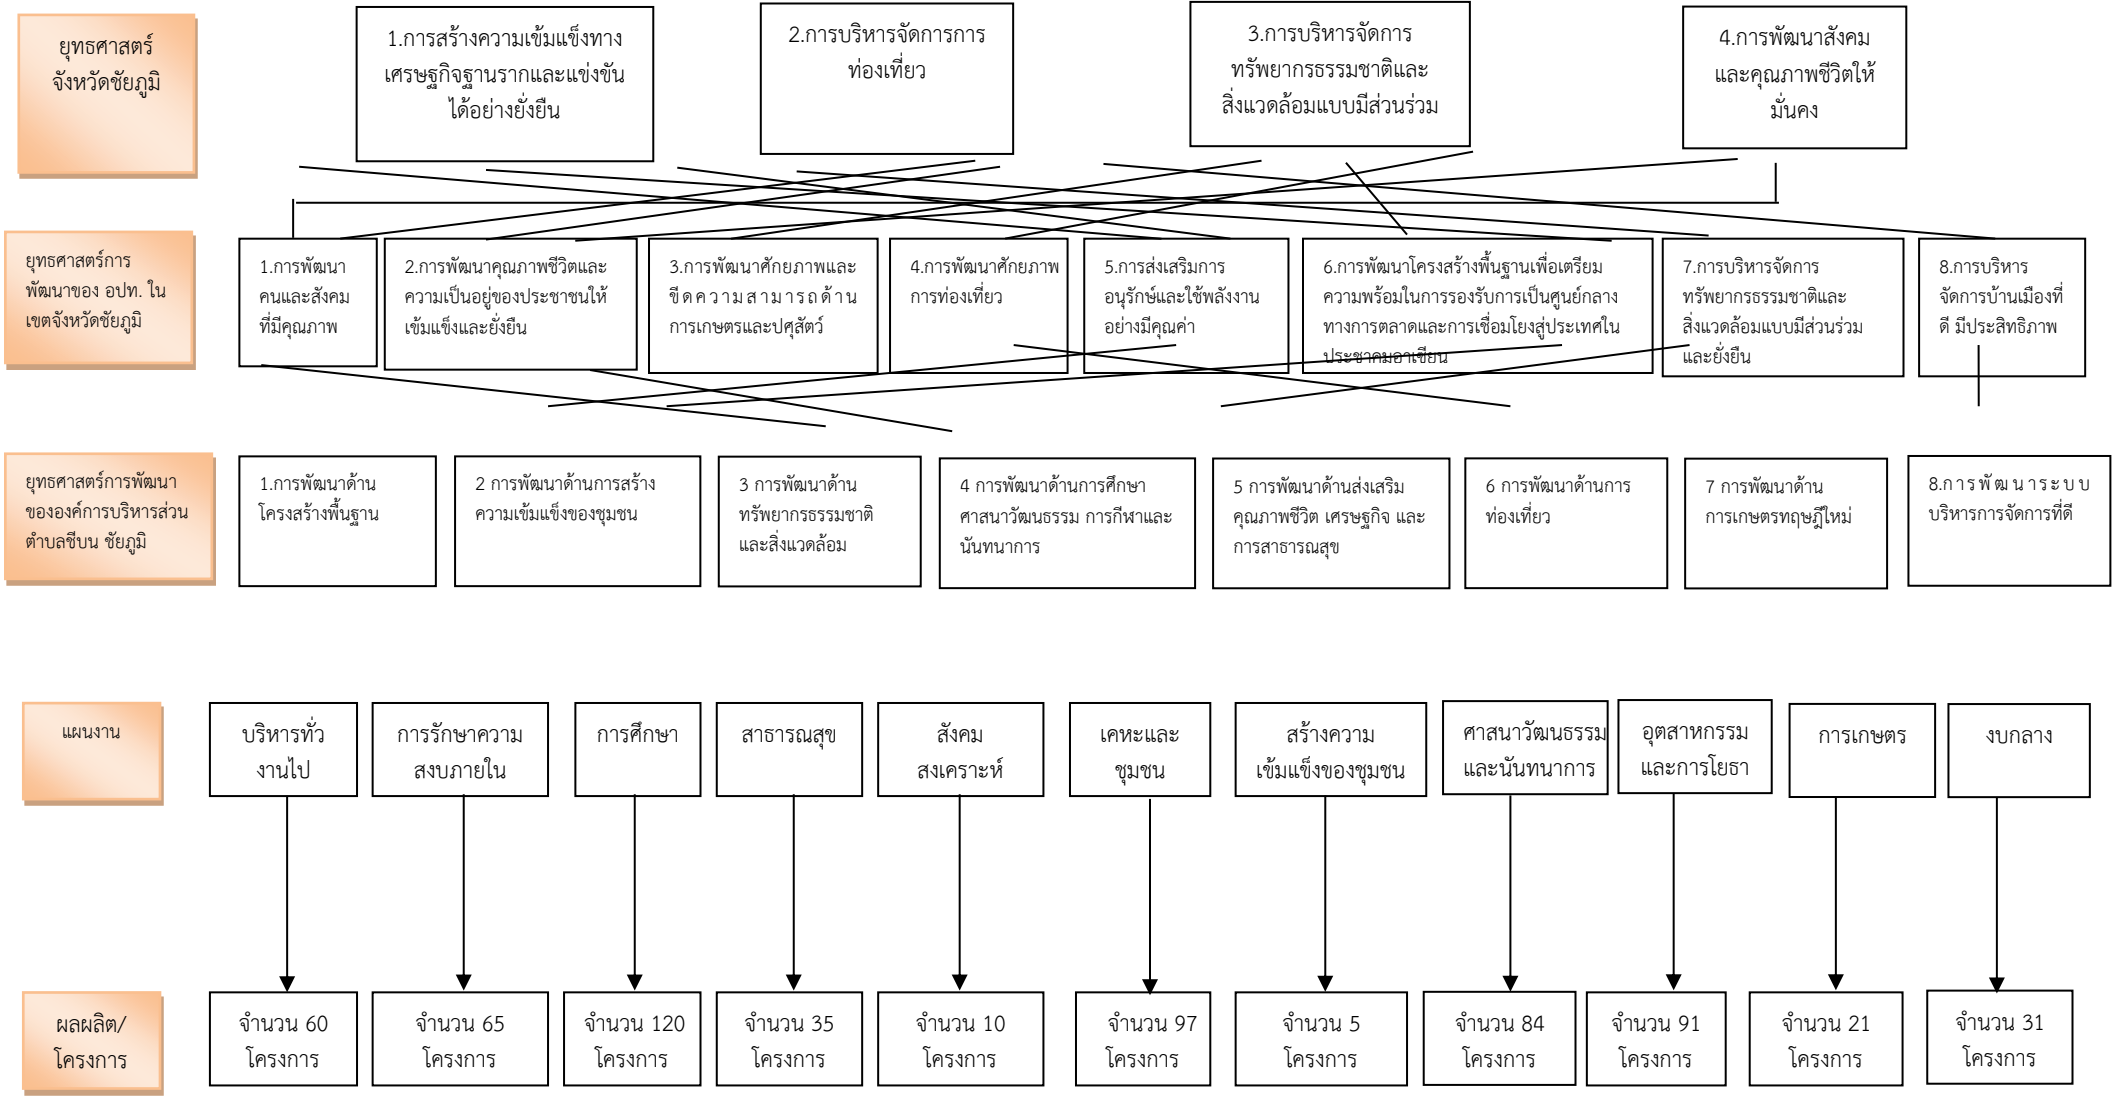 ยุทธศาสตร์
จังหวัดชัยภูมิ
1.การสร้างความเข้มแข็งทาง
เศรษฐกิจฐานรากและแข่งขัน
ได้อย่างยั่งยืน
2.การบริหารจัดการการ
ท่องเที่ยว
3.การบริหารจัดการ
ทรัพยากรธรรมชาติและ
สิ่งแวดล้อมแบบมีส่วนร่วม
4.การพัฒนาสังคม
และคุณภาพชีวิตให้
มั่นคง
ยุทธศาสตร์การ
พัฒนาของ อปท. ใน
เขตจังหวัดชัยภูมิ
1.การพัฒนา
คนและสังคม
ที่มีคุณภาพ
2.การพัฒนาคุณภาพชีวิตและ
ความเป็นอยู่ของประชาชนให้
เข้มแข็งและยั่งยืน
3.การพัฒนาศักยภาพและ
ขีดความสามารถด้าน
การเกษตรและปศุสัตว์
4.การพัฒนาศักยภาพ
การท่องเที่ยว
5.การส่งเสริมการ
อนุรักษ์และใช้พลังงาน
อย่างมีคุณค่า
6.การพัฒนาโครงสร้างพื้นฐานเพื่อเตรียม
ความพร้อมในการรองรับการเป็นศูนย์กลาง
ทางการตลาดและการเชื่อมโยงสู่ประเทศใน
ประชาคมอาเซียน
7.การบริหารจัดการ
ทรัพยากรธรรมชาติและ
สิ่งแวดล้อมแบบมีส่วนร่วม
และยั่งยืน
8.การบริหาร
จัดการบ้านเมืองที่
ดี มีประสิทธิภาพ
ยุทธศาสตร์การพัฒนา
ขององค์การบริหารส่วน
ตำบลชีบน ชัยภูมิ
1.การพัฒนาด้าน
โครงสร้างพื้นฐาน
2 การพัฒนาด้านการสร้าง
ความเข้มแข็งของชุมชน
3 การพัฒนาด้าน
ทรัพยากรธรรมชาติ
และสิ่งแวดล้อม
4 การพัฒนาด้านการศึกษา
ศาสนาวัฒนธรรม การกีฬาและ
นันทนาการ
5 การพัฒนาด้านส่งเสริม
คุณภาพชีวิต เศรษฐกิจ และ
การสาธารณสุข
6 การพัฒนาด้านการ
ท่องเที่ยว
7 การพัฒนาด้าน
การเกษตรทฤษฎีใหม่
8.การพัฒนาระบบ
บริหารการจัดการที่ดี
แผนงาน
บริหารทั่ว
งานไป
การรักษาความ
สงบภายใน
การศึกษา
สาธารณสุข
สังคม
สงเคราะห์
เคหะและ
ชุมชน
สร้างความ
เข้มแข็งของชุมชน
ศาสนาวัฒนธรรม
และนันทนาการ
อุตสาหกรรม
และการโยธา
การเกษตร
งบกลาง
ผลผลิต/
โครงการ
จำนวน 60
โครงการ
จำนวน 65
โครงการ
จำนวน 120
โครงการ
จำนวน 35
โครงการ
จำนวน 10
โครงการ
จำนวน 97
โครงการ
จำนวน 5
โครงการ
จำนวน 84
โครงการ
จำนวน 91
โครงการ
จำนวน 21
โครงการ
จำนวน 31
โครงการ